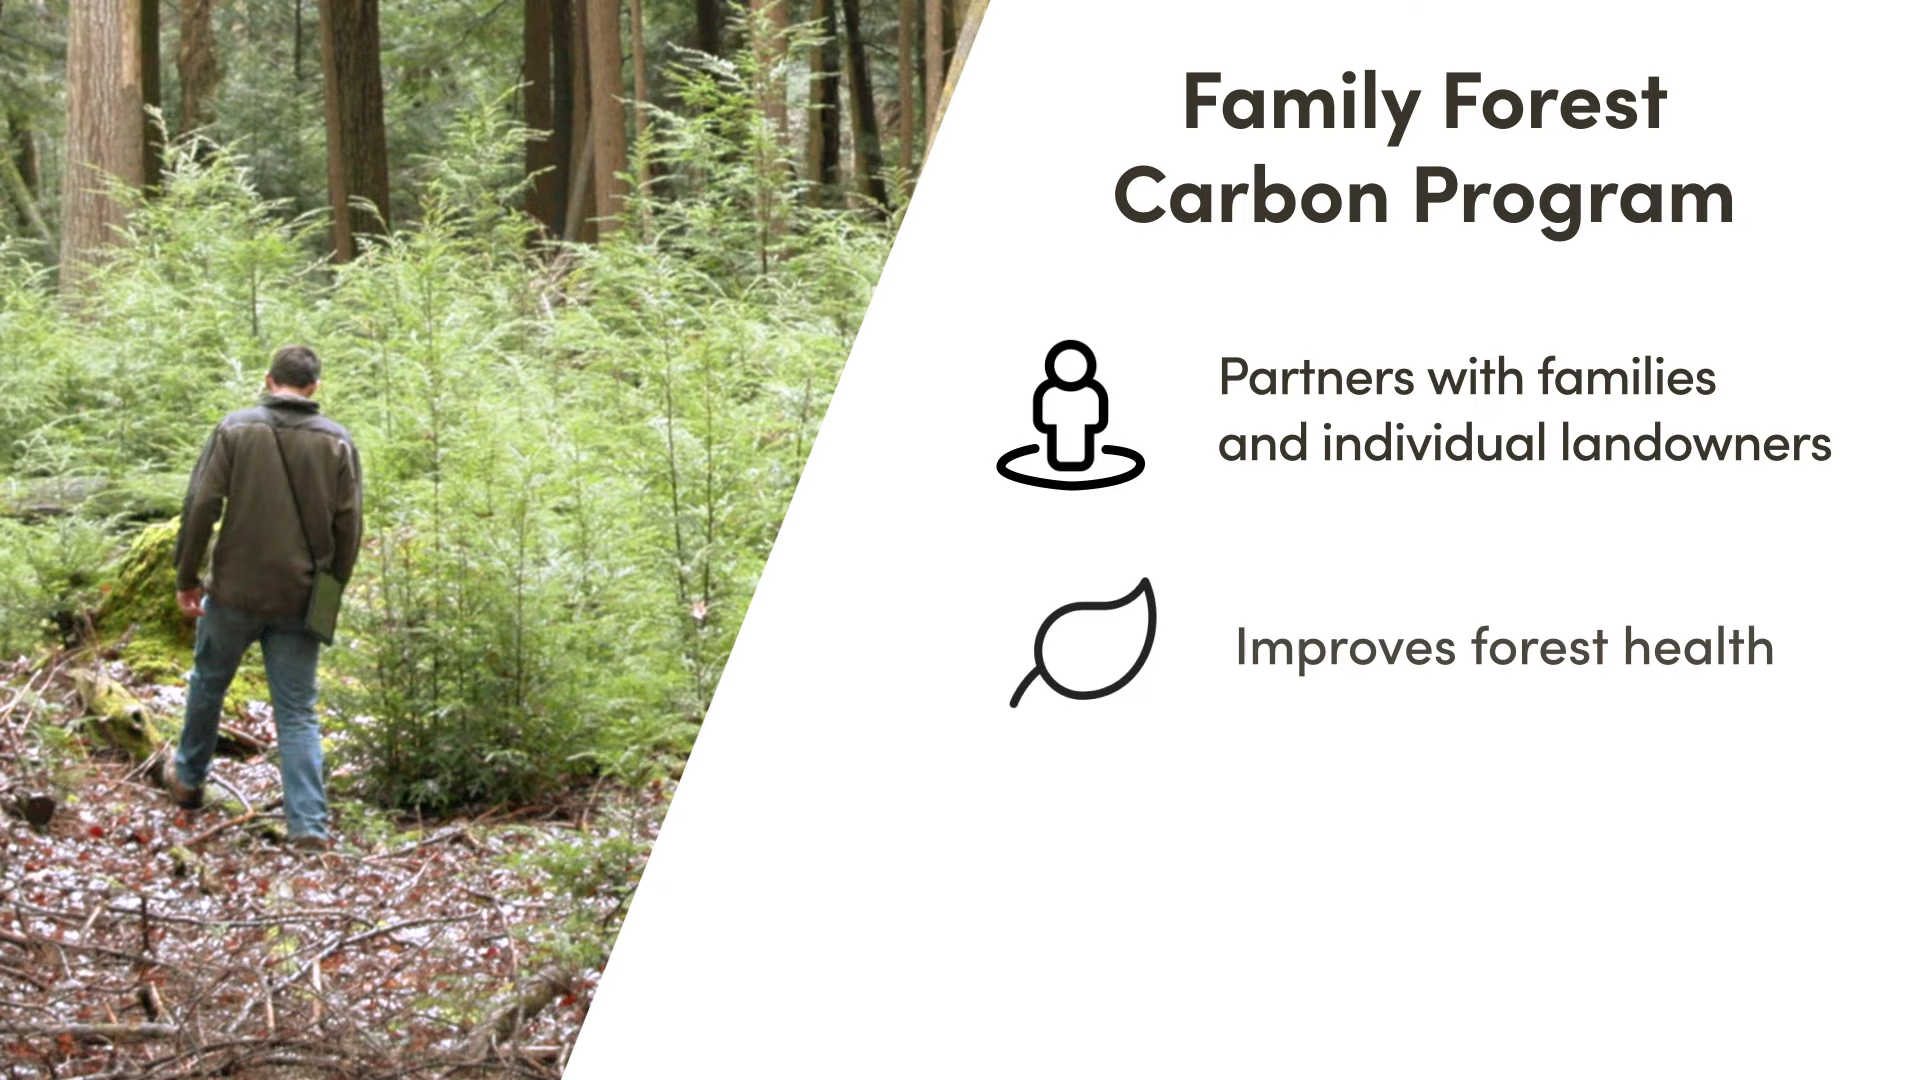 Family Forest
Carbon Program
Partners with families
and individual landowners
Improves forest health